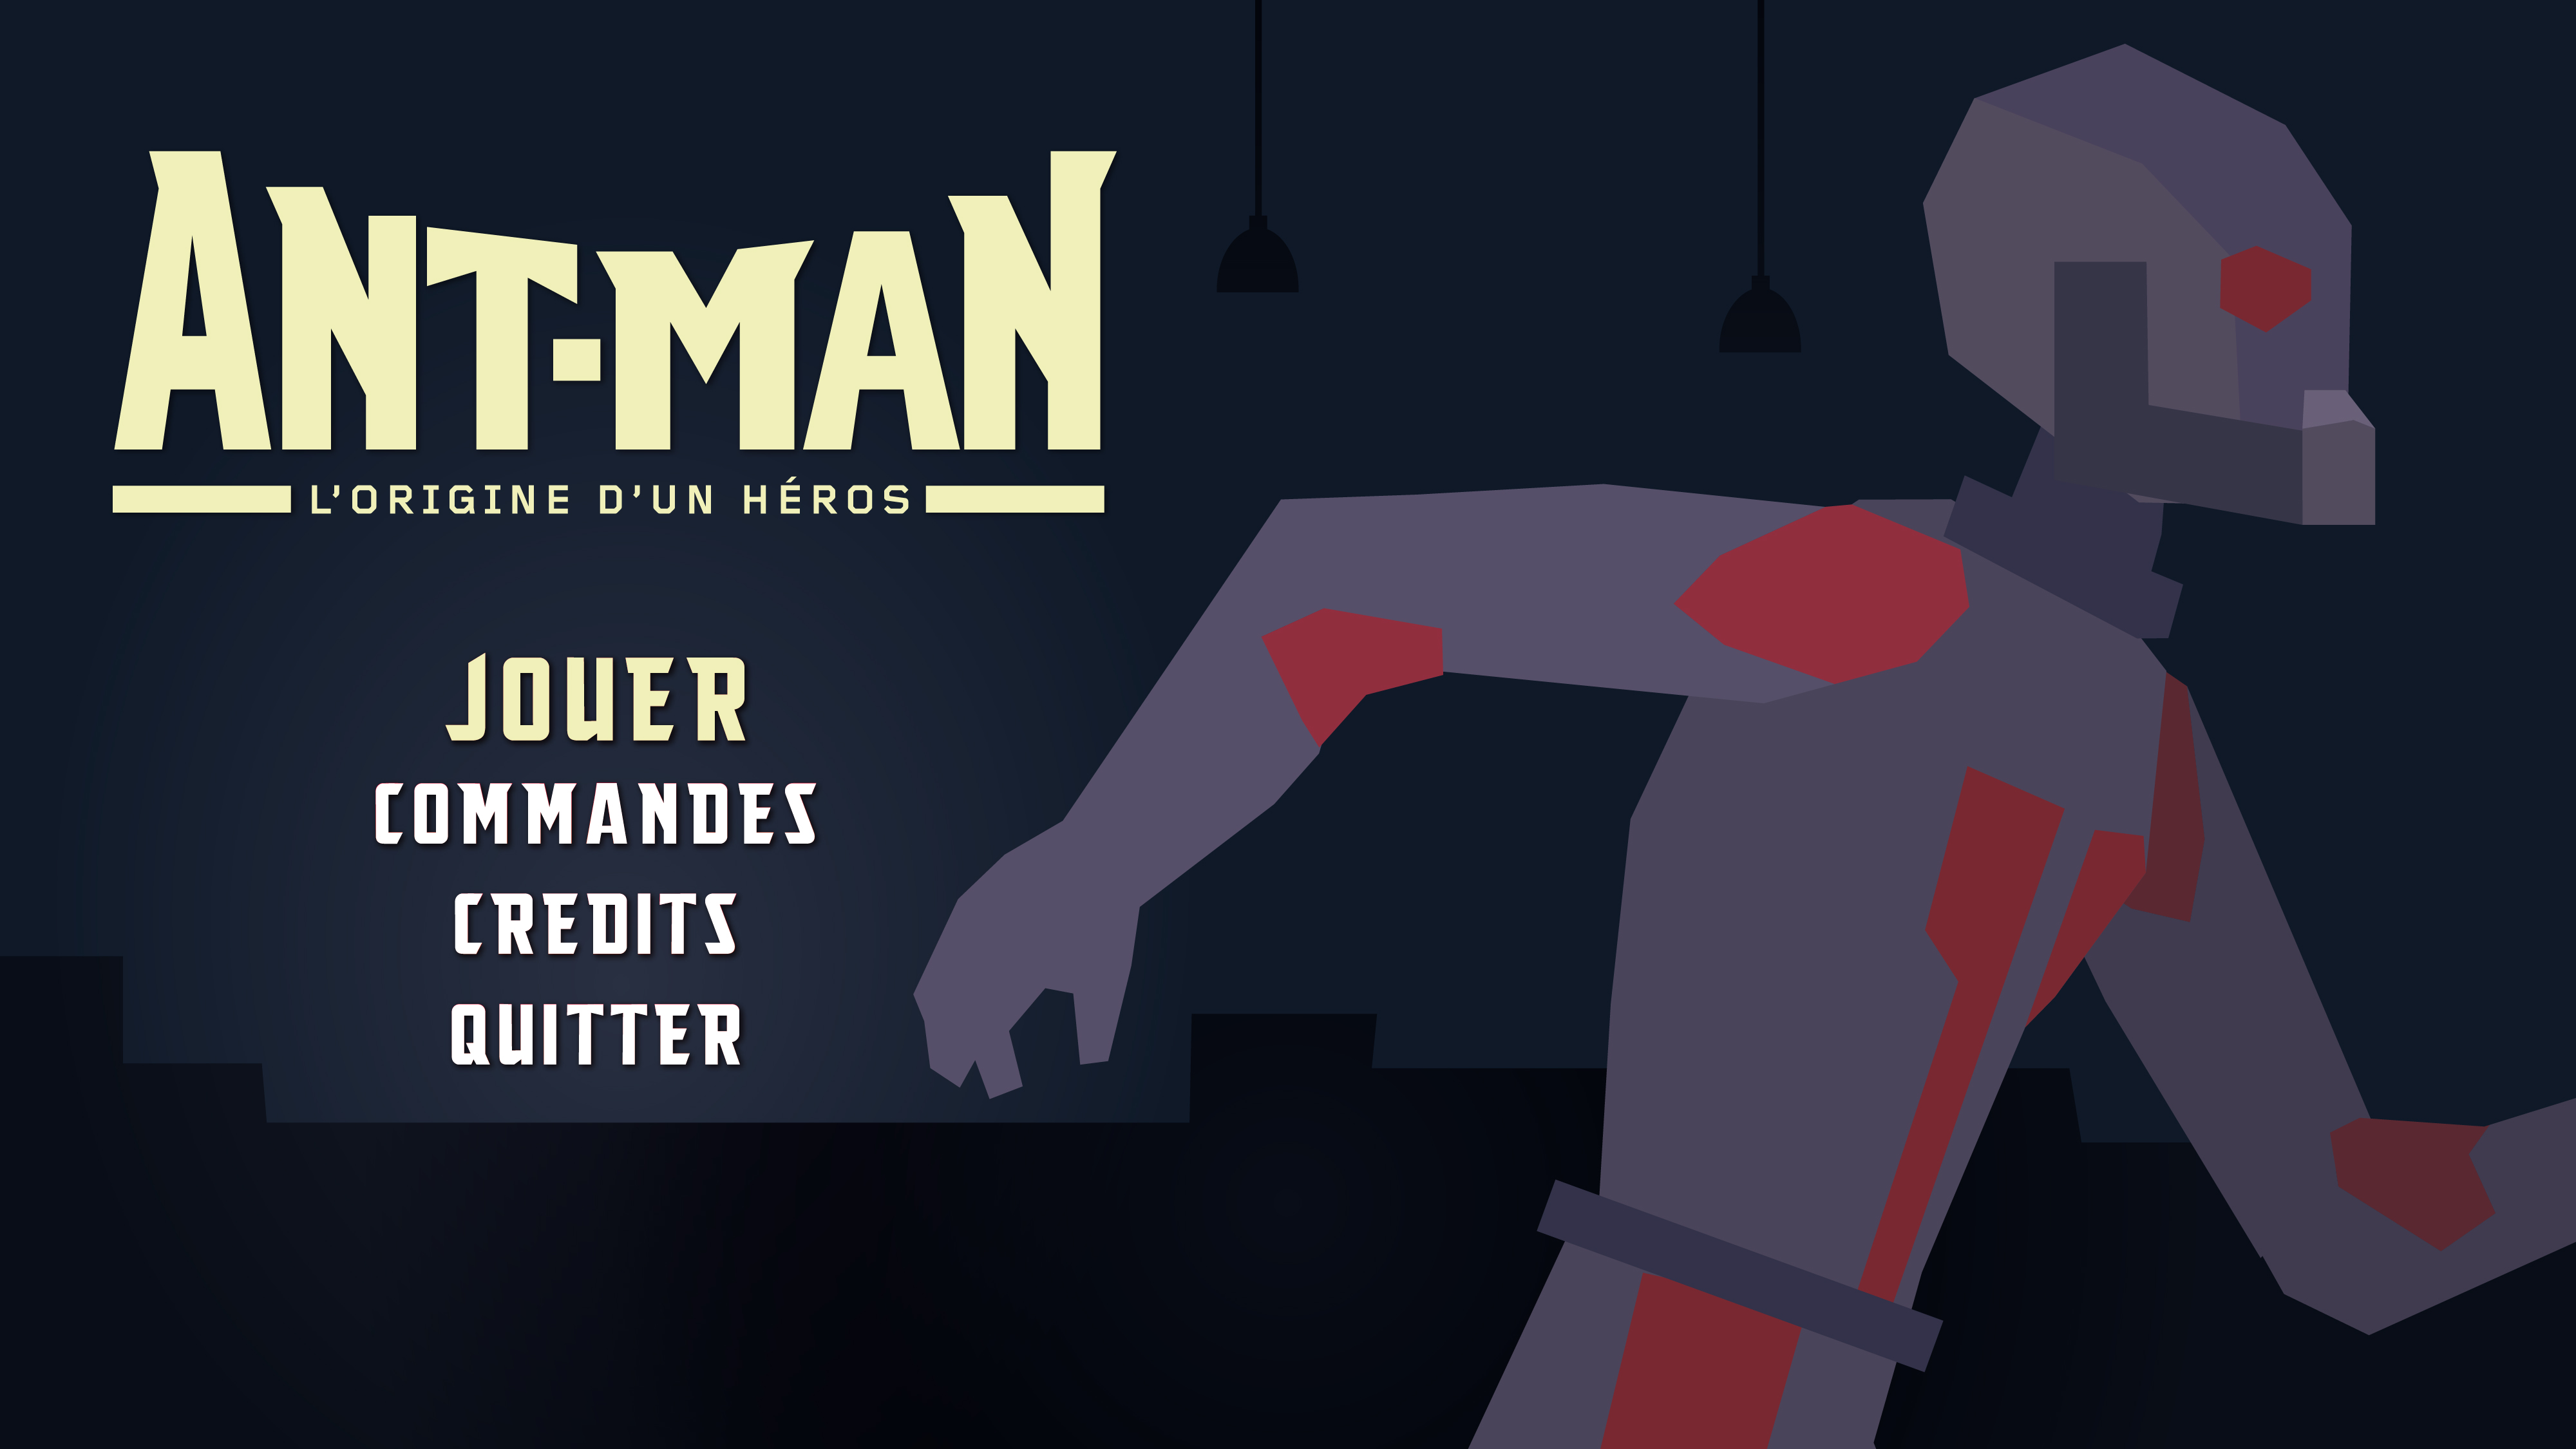 ANT-MAN
L'ORIGINE D'UN HÉROS
JOUER
COMMANDES
CREDITS
QUITTER